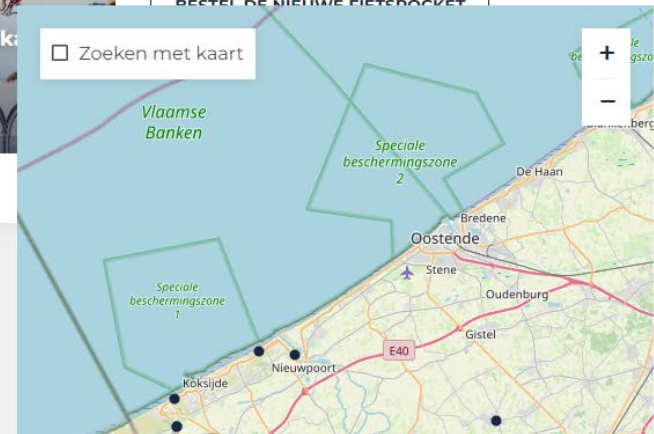 BESTEL DE NIEUWE FIETSPOCKET
Zoeken met kaart
+
−
Vlaamse
Banken
Speciale
beschermingszone
2
De Haan
Bredene
Oostende
Stene
Oudenburg
Speciale
beschermingszone
1
Gistel
E40
Nieuwpoort
Koksijde